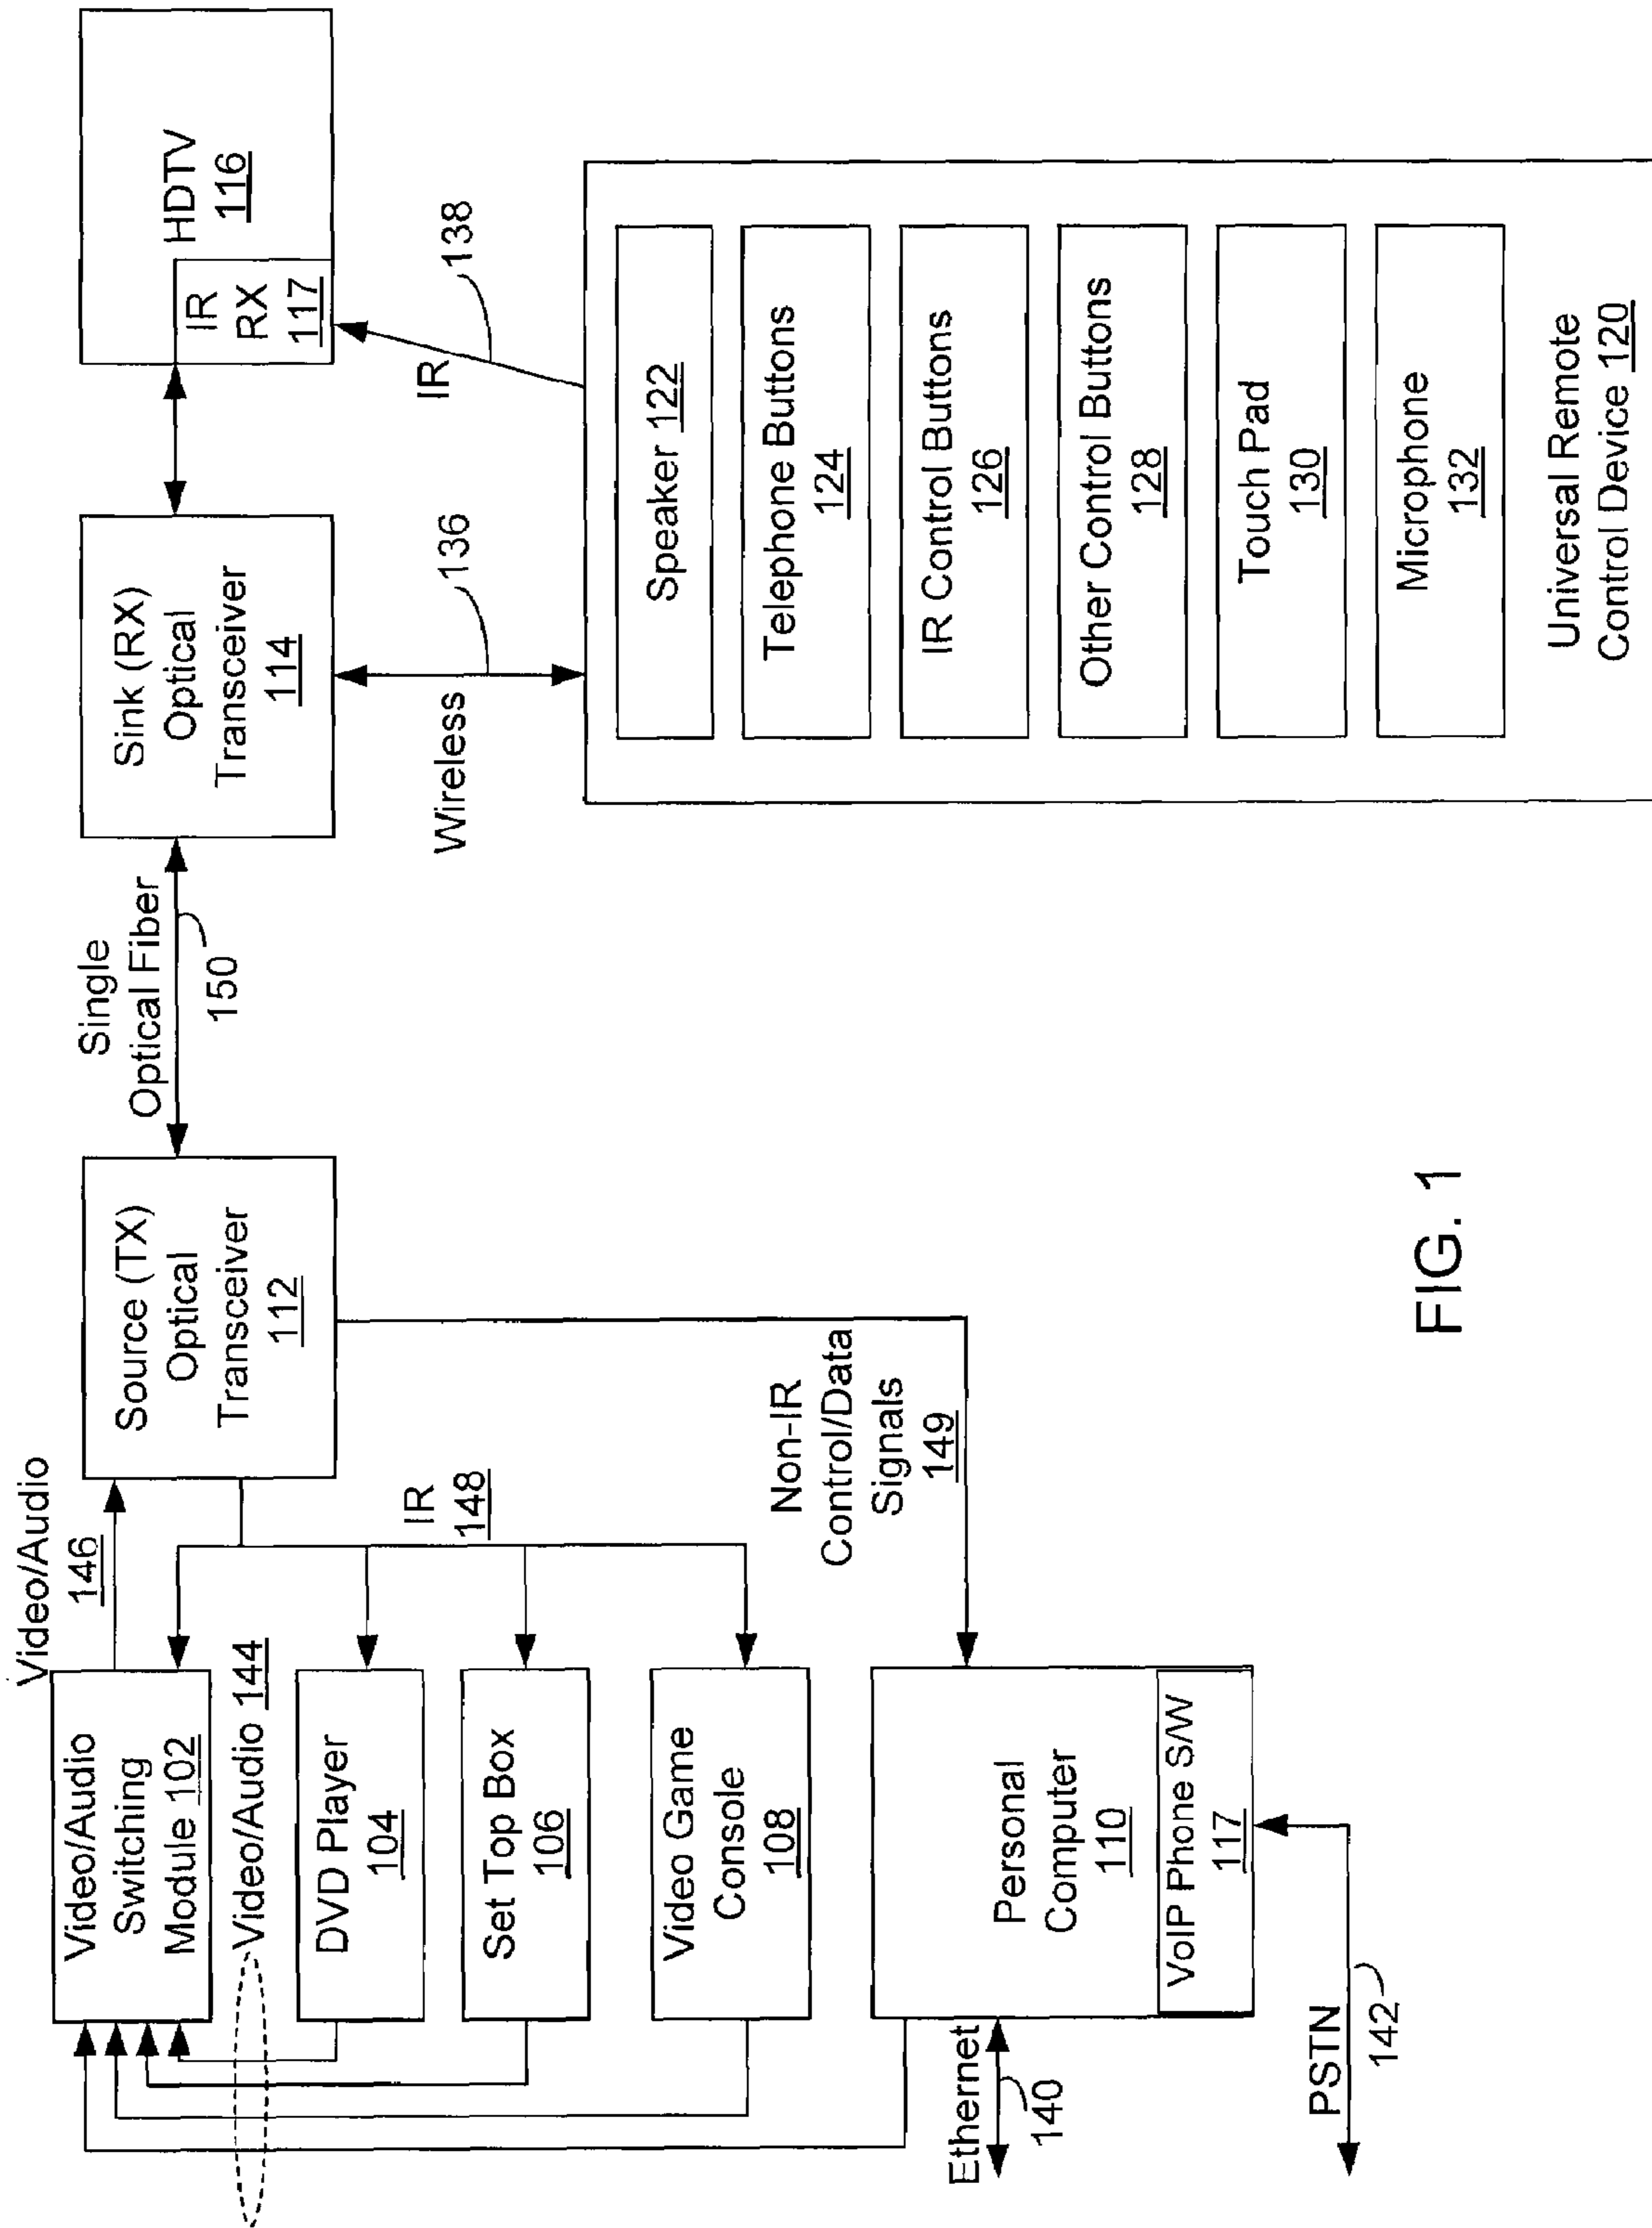 Video/Audio
Switching
Module 102
Video/Audio
146
Video/Audio 144
DVD Player
104
Set Top Box
106
Video Game
Console
108
IR
148
Personal
Computer
110
VoIP Phone S/W
117
Ethernet
140
PSTN
142
Non-IR
Control/Data
Signals
149
Source (TX)
Optical
Transceiver
112
Single
Optical Fiber
150
Sink (RX)
Optical
Transceiver
114
HDTV
116
IR
RX
117
Wireless
136
IR
138
Speaker 122
Telephone Buttons
124
IR Control Buttons
126
Other Control Buttons
128
Touch Pad
130
Microphone
132
Universal Remote
Control Device 120
FIG. 1